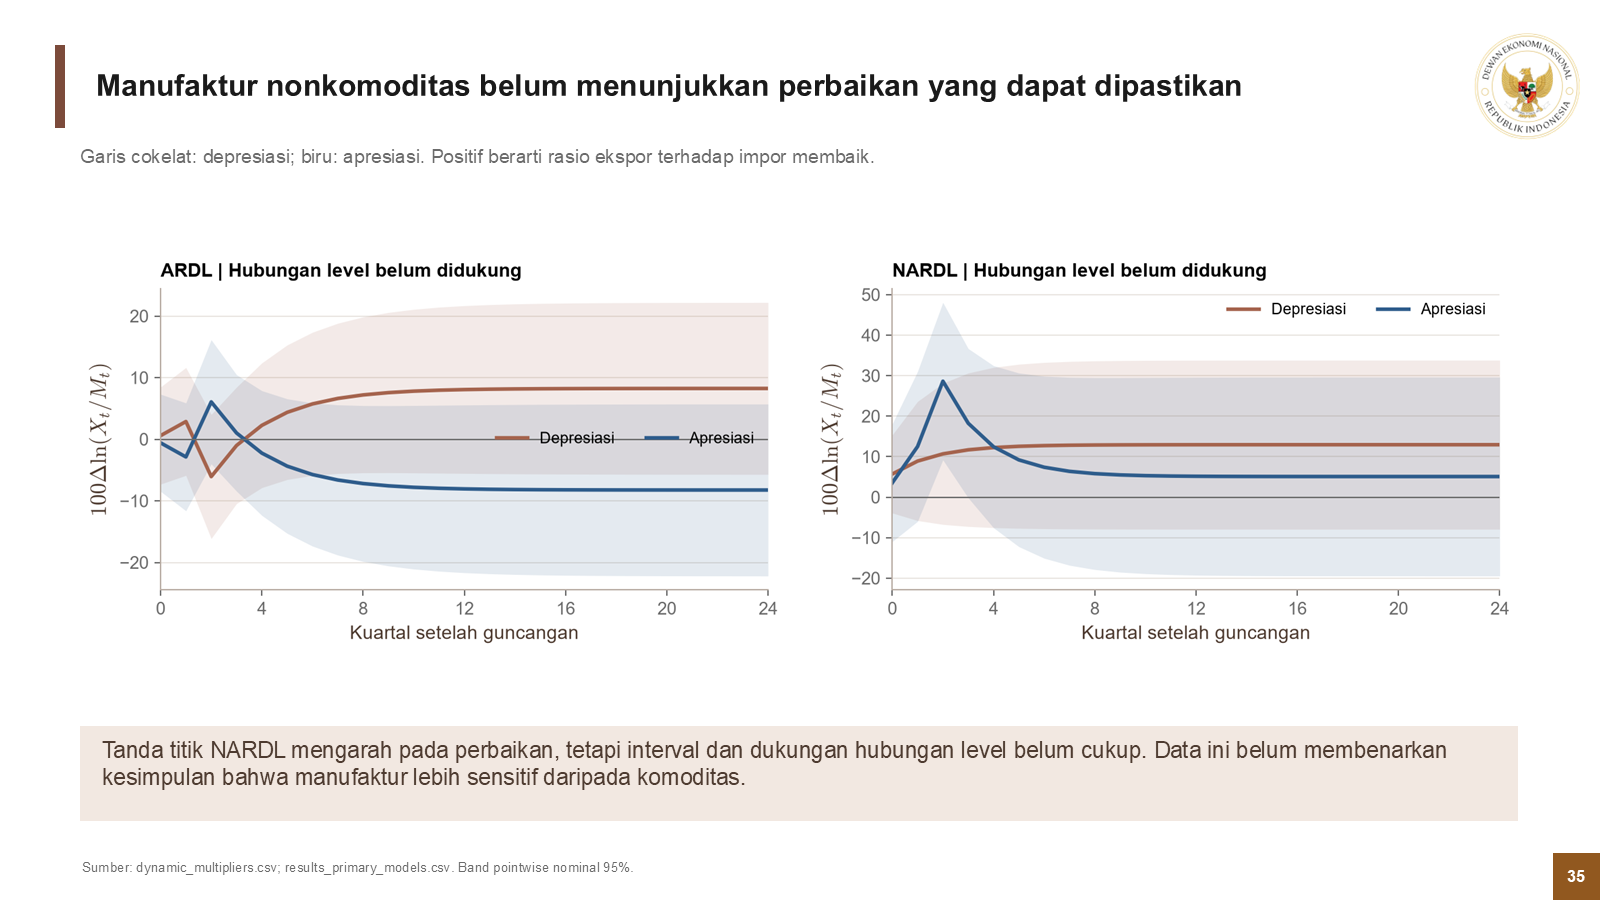 Manufaktur nonkomoditas belum menunjukkan perbaikan yang dapat dipastikan
DEWAN EKONOMI NASIONAL
REPUBLIK INDONESIA
Garis cokelat: depresiasi; biru: apresiasi. Positif berarti rasio ekspor terhadap impor membaik.
ARDL | Hubungan level belum didukung
100Δln(X_t/M_t)
20
10
0
−10
−20
Depresiasi
Apresiasi
0 4 8 12 16 20 24
Kuartal setelah guncangan
NARDL | Hubungan level belum didukung
100Δln(X_t/M_t)
50
40
30
20
10
0
−10
−20
Depresiasi
Apresiasi
0 4 8 12 16 20 24
Kuartal setelah guncangan
Tanda titik NARDL mengarah pada perbaikan, tetapi interval dan dukungan hubungan level belum cukup. Data ini belum membenarkan
kesimpulan bahwa manufaktur lebih sensitif daripada komoditas.
Sumber: dynamic_multipliers.csv; results_primary_models.csv. Band pointwise nominal 95%.
35